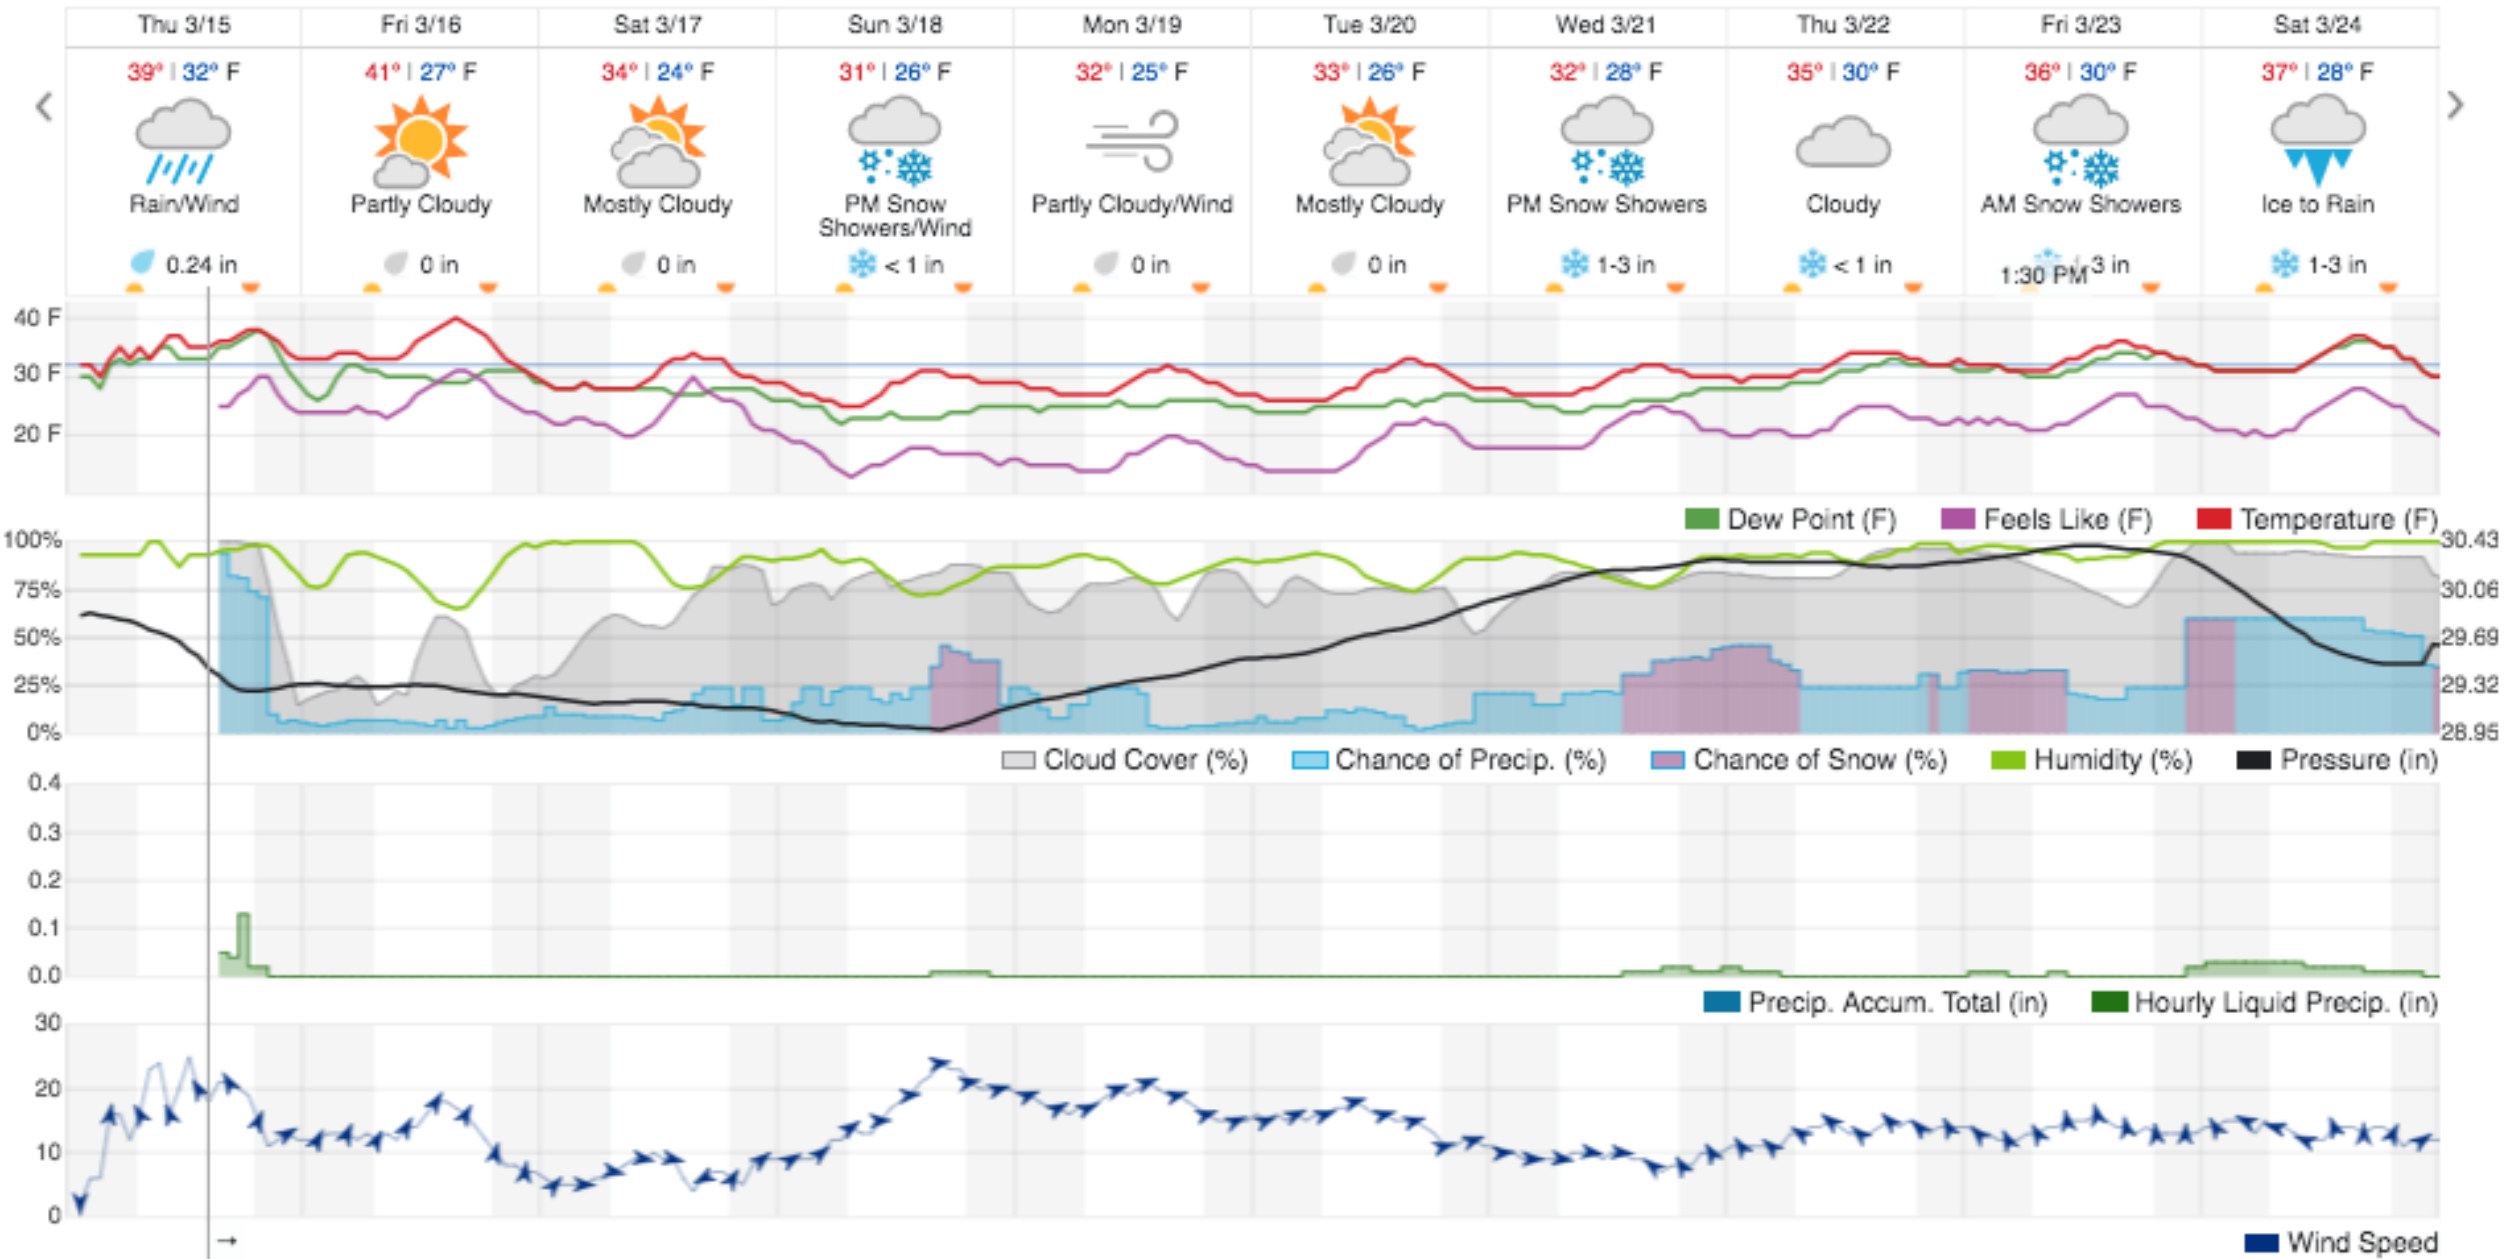 Thu 3/15 Fri 3/16 Sat 3/17 Sun 3/18 Mon 3/19 Tue 3/20 Wed 3/21 Thu 3/22 Fri 3/23 Sat 3/24
39° | 32° F 41° | 27° F 34° | 24° F 31° | 26° F 32° | 25° F 33° | 26° F 32° | 28° F 35° | 30° F 36° | 30° F 37° | 28° F
Rain/Wind Partly Cloudy Mostly Cloudy PM Snow Partly Cloudy/Wind Mostly Cloudy PM Snow Showers Cloudy AM Snow Showers Ice to Rain
Showers/Wind
0.24 in 0 in 0 in < 1 in 0 in 0 in 1-3 in < 1 in 3 in 1-3 in
1:30 PM
40 F
30 F
20 F
Dew Point (F) Feels Like (F) Temperature (F)
100% 30.43
75% 30.06
50% 29.69
25% 29.32
0% 28.95
Cloud Cover (%) Chance of Precip. (%) Chance of Snow (%) Humidity (%) Pressure (in)
0.4
0.3
0.2
0.1
0.0
Precip. Accum. Total (in) Hourly Liquid Precip. (in)
30
20
10
0
→
Wind Speed